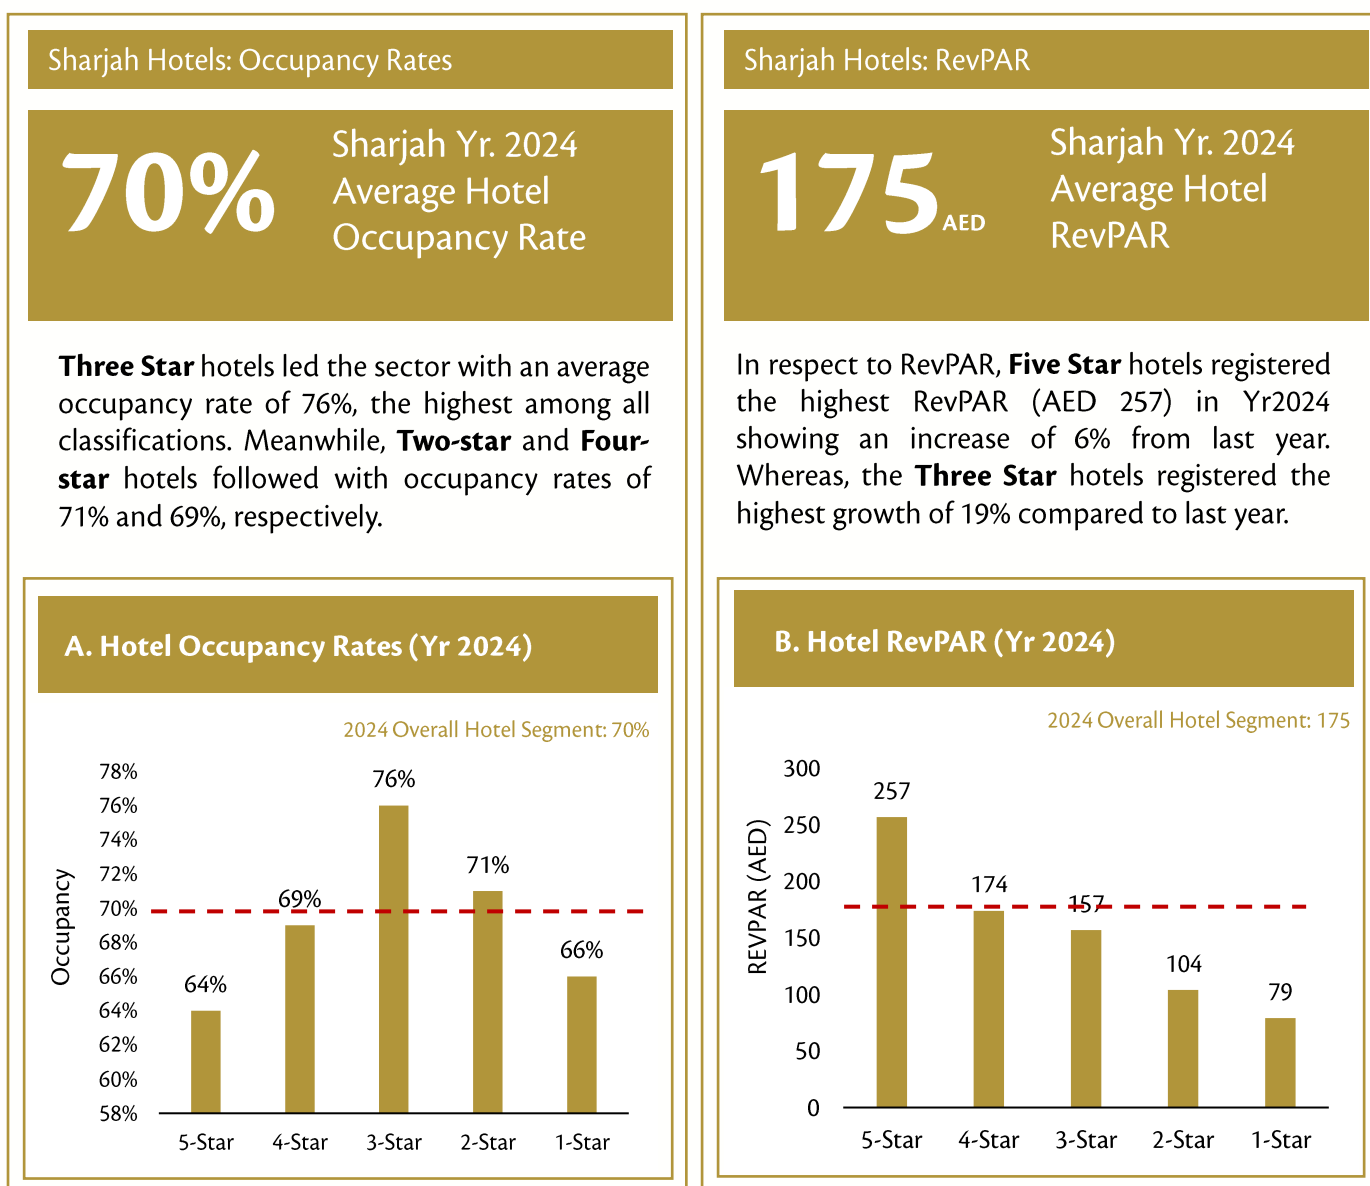 Sharjah Hotels: Occupancy Rates
70%
Sharjah Yr. 2024
Average Hotel
Occupancy Rate
Three Star hotels led the sector with an average
occupancy rate of 76%, the highest among all
classifications. Meanwhile, Two-star and Four-
star hotels followed with occupancy rates of
71% and 69%, respectively.
A. Hotel Occupancy Rates (Yr 2024)
2024 Overall Hotel Segment: 70%
Occupancy
78%
76%
74%
72%
70%
68%
66%
64%
62%
60%
58%
64%
69%
76%
71%
66%
5-Star
4-Star
3-Star
2-Star
1-Star
Sharjah Hotels: RevPAR
175 AED
Sharjah Yr. 2024
Average Hotel
RevPAR
In respect to RevPAR, Five Star hotels registered
the highest RevPAR (AED 257) in Yr2024
showing an increase of 6% from last year.
Whereas, the Three Star hotels registered the
highest growth of 19% compared to last year.
B. Hotel RevPAR (Yr 2024)
2024 Overall Hotel Segment: 175
REVPAR (AED)
300
250
200
150
100
50
0
257
174
157
104
79
5-Star
4-Star
3-Star
2-Star
1-Star